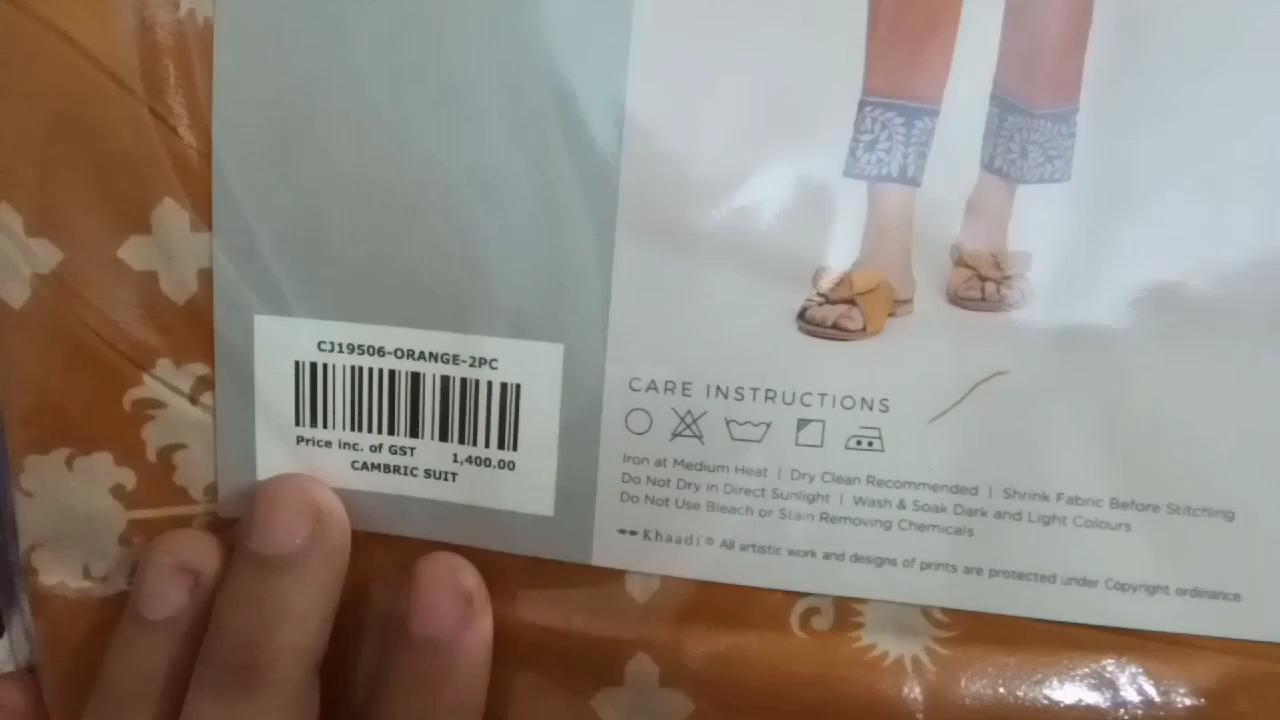 CJ19506-ORANGE-2PC
Price inc. of GST 1,400.00
CAMBRIC SUIT
CARE INSTRUCTIONS
Iron at Medium Heat | Dry Clean Recommended | Shrink Fabric Before Stitching
Do Not Dry in Direct Sunlight | Wash & Soak Dark and Light Colours
Do Not Use Bleach or Stain Removing Chemicals
Khaadi® All artistic work and designs of prints are protected under Copyright ordinance.